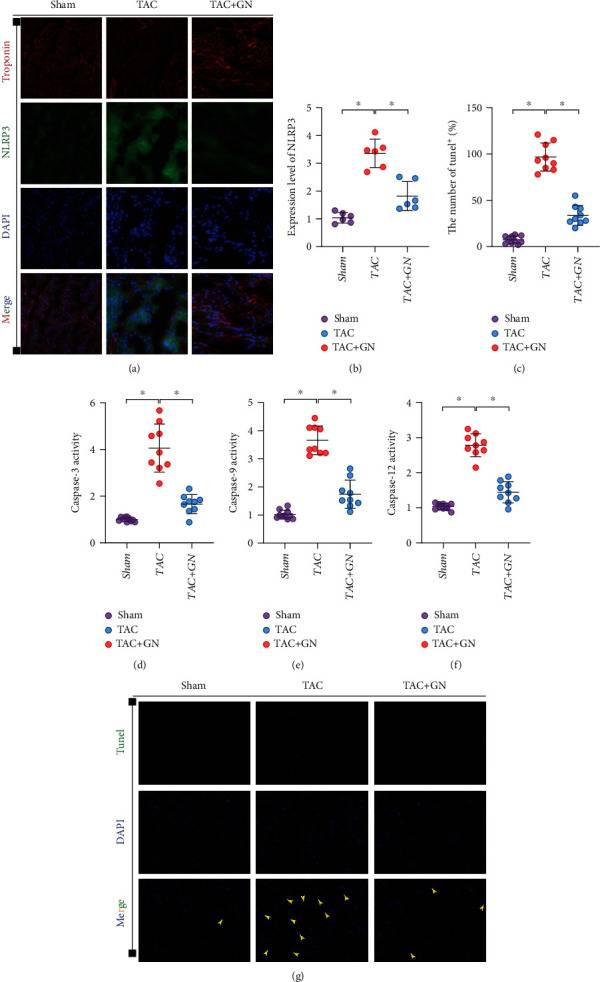 Sham TAC TAC+GN
Troponin
NLRP3
DAPI
Merge
(a)
Expression level of NLRP3
5
4
3
2
1
0
* *
Sham TAC TAC+GN
Sham
TAC
TAC+GN
(b)
The number of tunel+ (%)
150
100
50
0
* *
Sham TAC TAC+GN
Sham
TAC
TAC+GN
(c)
Caspase-3 activity
6
4
2
0
* *
Sham TAC TAC+GN
Sham
TAC
TAC+GN
(d)
Caspase-9 activity
5
4
3
2
1
0
* *
Sham TAC TAC+GN
Sham
TAC
TAC+GN
(e)
Caspase-12 activity
4
3
2
1
0
* *
Sham TAC TAC+GN
Sham
TAC
TAC+GN
(f)
Sham TAC TAC+GN
Tunel
DAPI
Merge
(g)